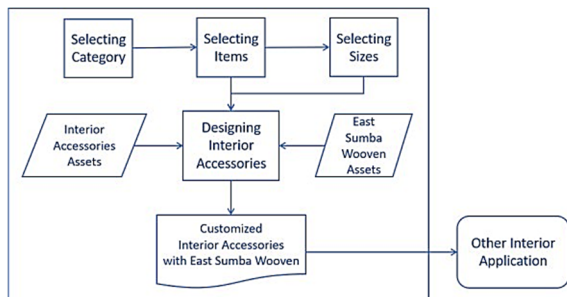 Selecting
Category
Selecting
Items
Selecting
Sizes
Interior
Accessories
Assets
Designing
Interior
Accessories
East
Sumba
Wooven
Assets
Customized
Interior Accessories
with East Sumba Wooven
Other Interior
Application